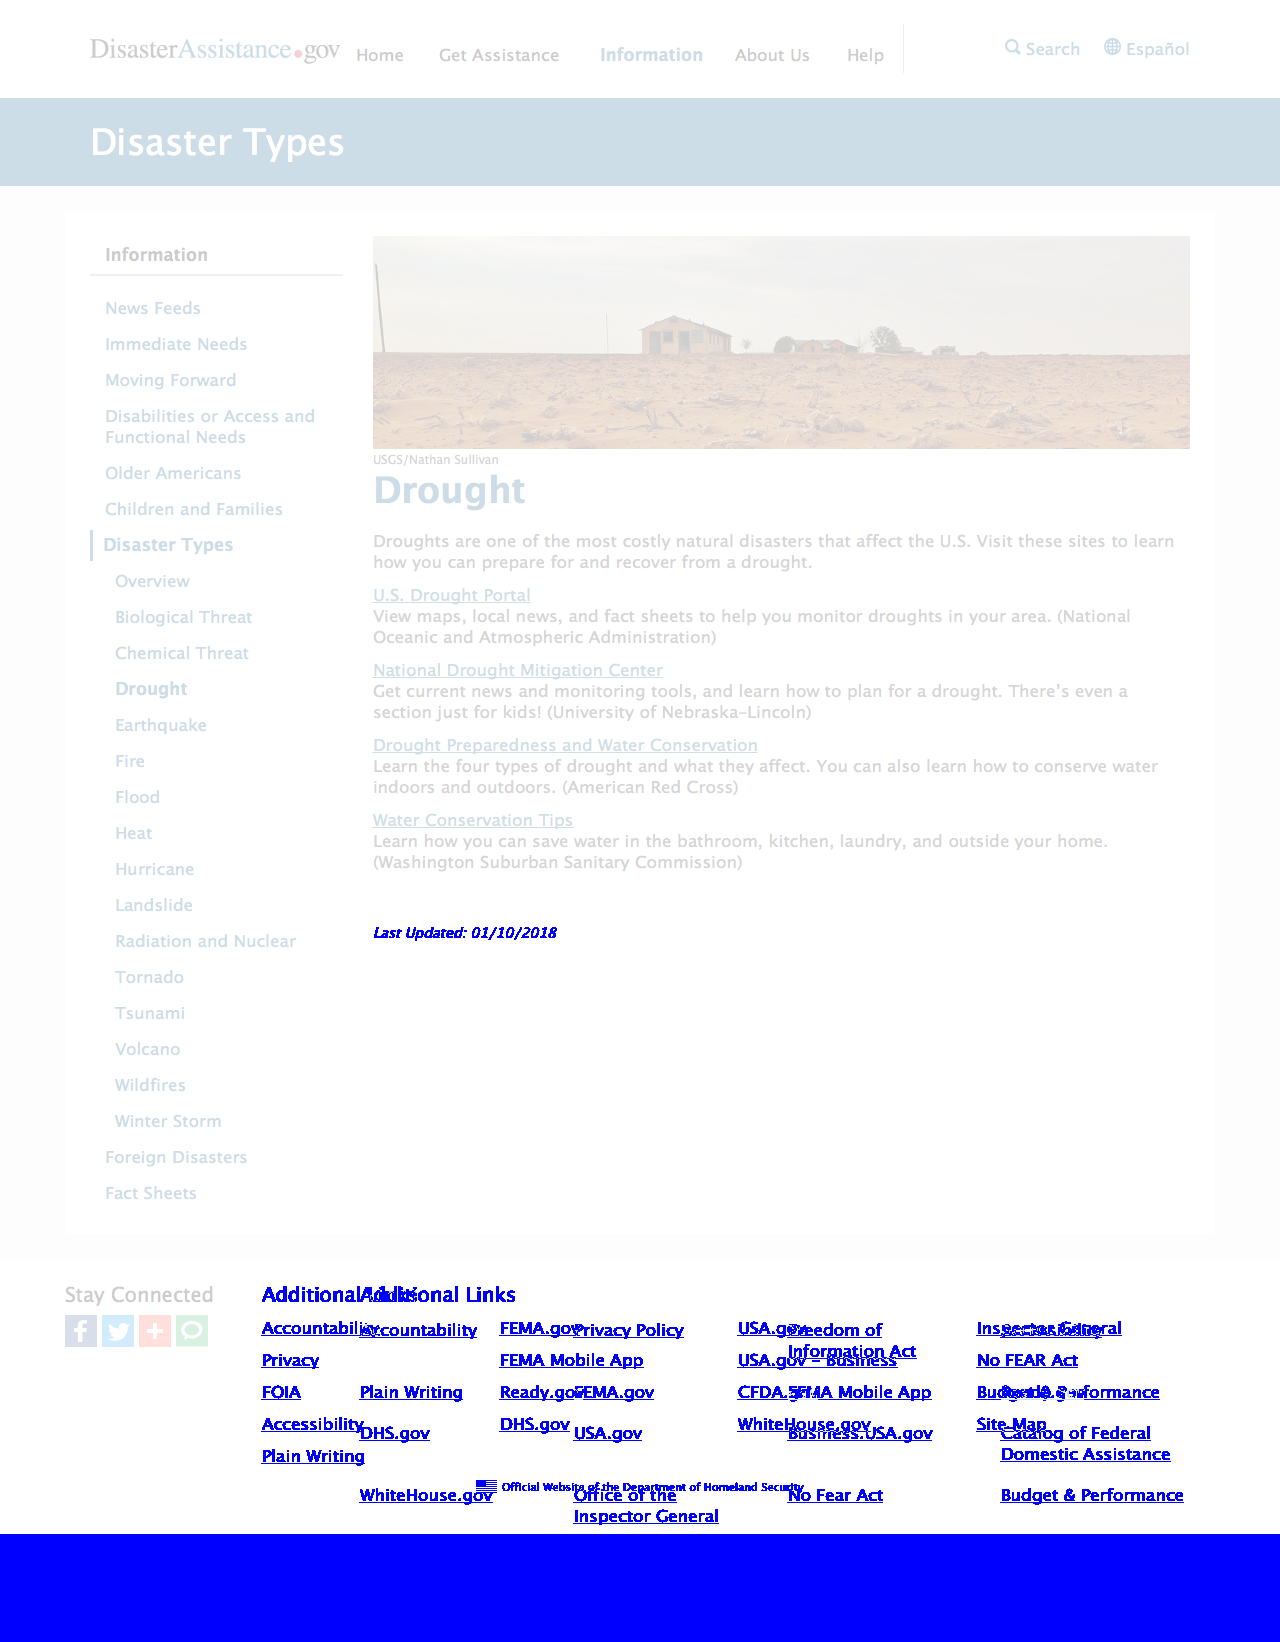 DisasterAssistance.gov Home Get Assistance Information About Us Help Search Español
Disaster Types
Information
News Feeds
Immediate Needs
Moving Forward
Disabilities or Access and
Functional Needs
Older Americans
Children and Families
Disaster Types
Overview
Biological Threat
Chemical Threat
Drought
Earthquake
Fire
Flood
Heat
Hurricane
Landslide
Radiation and Nuclear
Tornado
Tsunami
Volcano
Wildfires
Winter Storm
Foreign Disasters
Fact Sheets
USGS/Nathan Sullivan
Drought
Droughts are one of the most costly natural disasters that affect the U.S. Visit these sites to learn
how you can prepare for and recover from a drought.
U.S. Drought Portal
View maps, local news, and fact sheets to help you monitor droughts in your area. (National
Oceanic and Atmospheric Administration)
National Drought Mitigation Center
Get current news and monitoring tools, and learn how to plan for a drought. There's even a
section just for kids! (University of Nebraska-Lincoln)
Drought Preparedness and Water Conservation
Learn the four types of drought and what they affect. You can also learn how to conserve water
indoors and outdoors. (American Red Cross)
Water Conservation Tips
Learn how you can save water in the bathroom, kitchen, laundry, and outside your home.
(Washington Suburban Sanitary Commission)
Last Updated: 01/10/2018
Stay Connected
Additional Links
Additional Links
Accountability
Accountability
FEMA.gov
Privacy Policy
USA.gov
Freedom of
Information Act
Inspector General
Privacy
FEMA Mobile App
USA.gov - Business
No FEAR Act
FOIA
Plain Writing
Ready.gov
FEMA.gov
CFDA.gov
FEMA Mobile App
Budget & Performance
Accessibility
DHS.gov
DHS.gov
USA.gov
WhiteHouse.gov
Business.USA.gov
Site Map
Catalog of Federal
Domestic Assistance
Plain Writing
Official Website of the Department of Homeland Security
WhiteHouse.gov
Office of the
Inspector General
No Fear Act
Budget & Performance